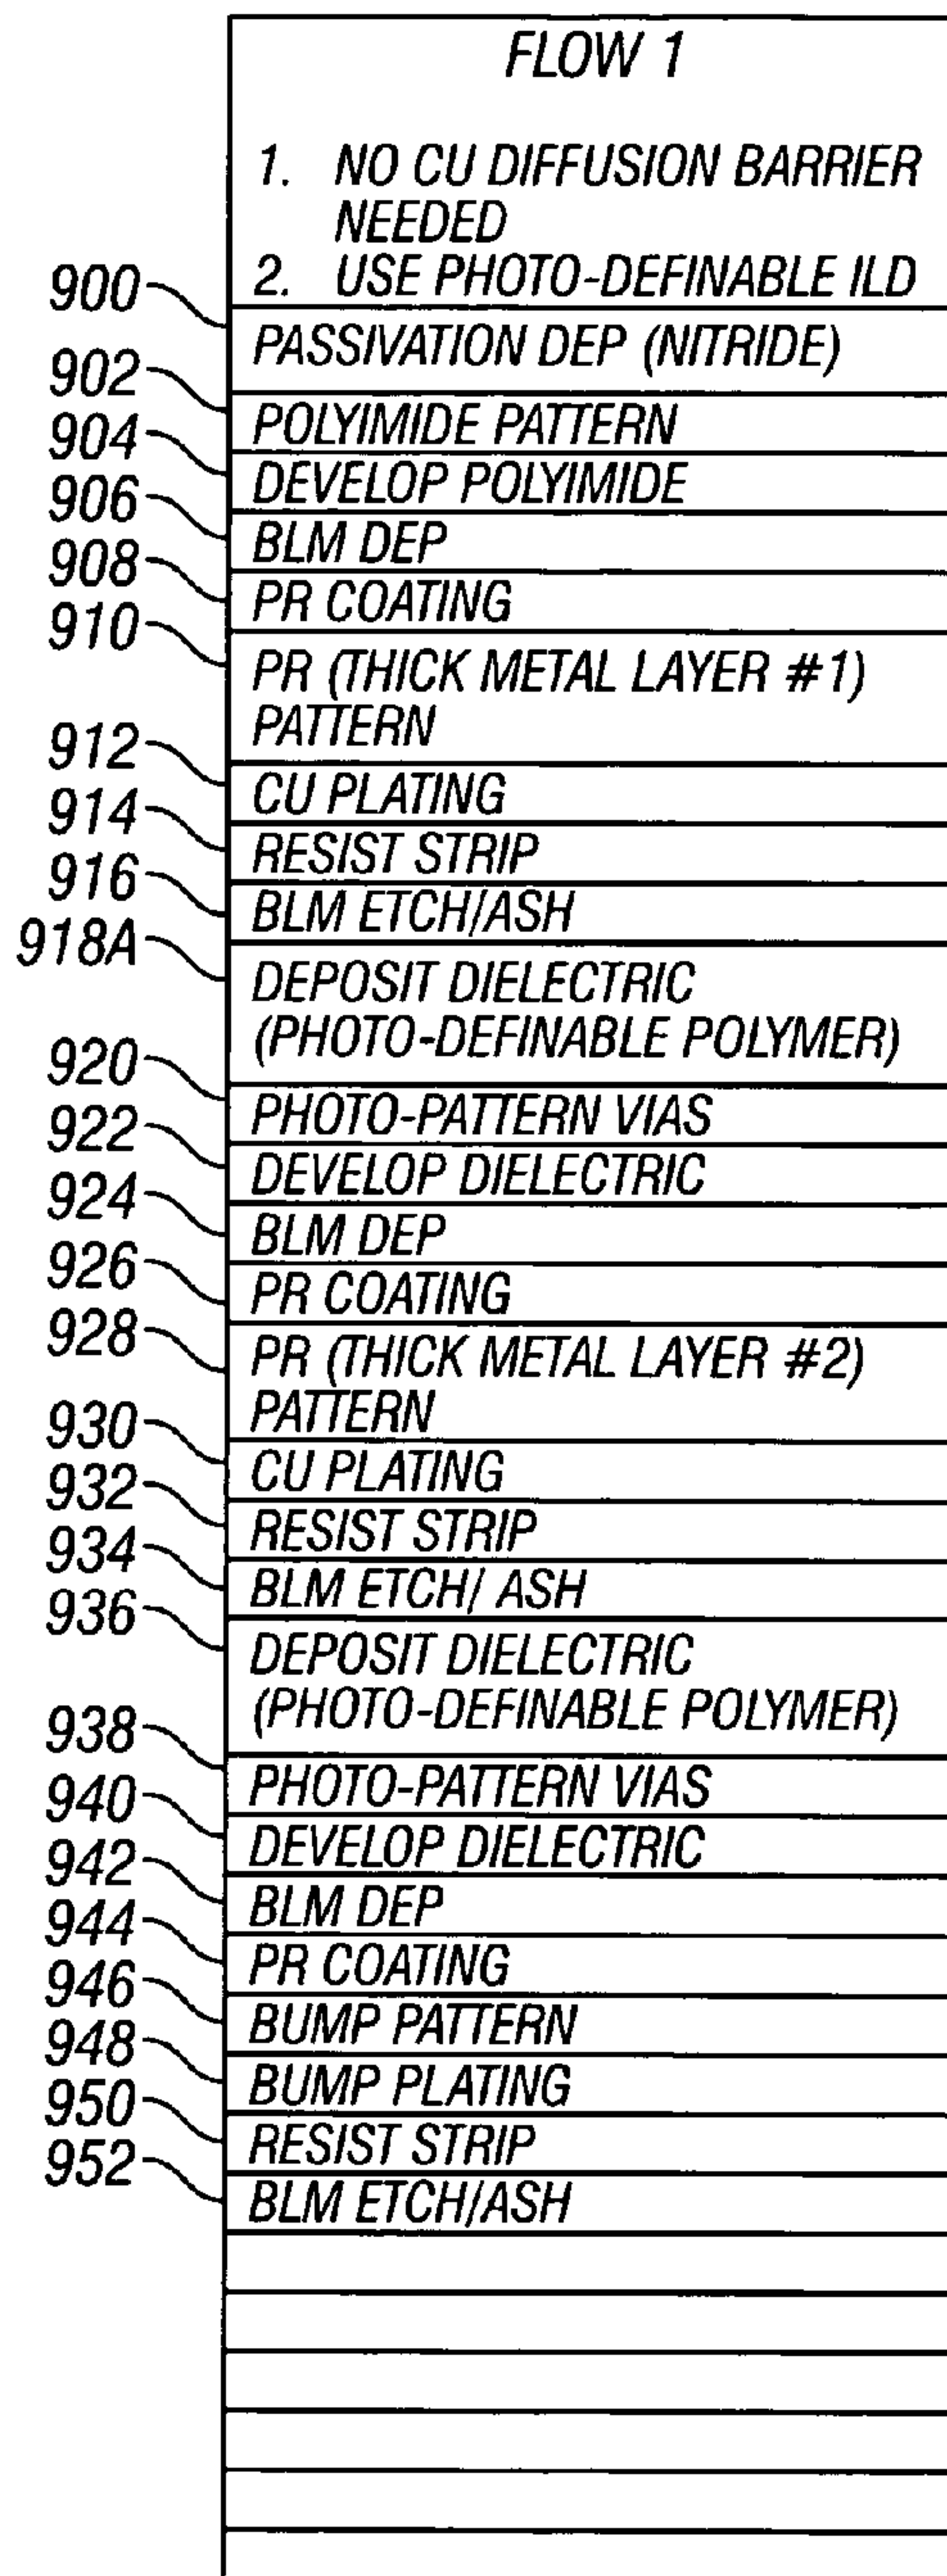 FLOW 1
1. NO CU DIFFUSION BARRIER
NEEDED
2. USE PHOTO-DEFINABLE ILD
900
PASSIVATION DEP (NITRIDE)
902
POLYIMIDE PATTERN
904
DEVELOP POLYIMIDE
906
BLM DEP
908
PR COATING
910
PR (THICK METAL LAYER #1)
PATTERN
912
CU PLATING
914
RESIST STRIP
916
BLM ETCH/ASH
918A
DEPOSIT DIELECTRIC
(PHOTO-DEFINABLE POLYMER)
920
PHOTO-PATTERN VIAS
922
DEVELOP DIELECTRIC
924
BLM DEP
926
PR COATING
928
PR (THICK METAL LAYER #2)
PATTERN
930
CU PLATING
932
RESIST STRIP
934
BLM ETCH/ ASH
936
DEPOSIT DIELECTRIC
(PHOTO-DEFINABLE POLYMER)
938
PHOTO-PATTERN VIAS
940
DEVELOP DIELECTRIC
942
BLM DEP
944
PR COATING
946
BUMP PATTERN
948
BUMP PLATING
950
RESIST STRIP
952
BLM ETCH/ASH